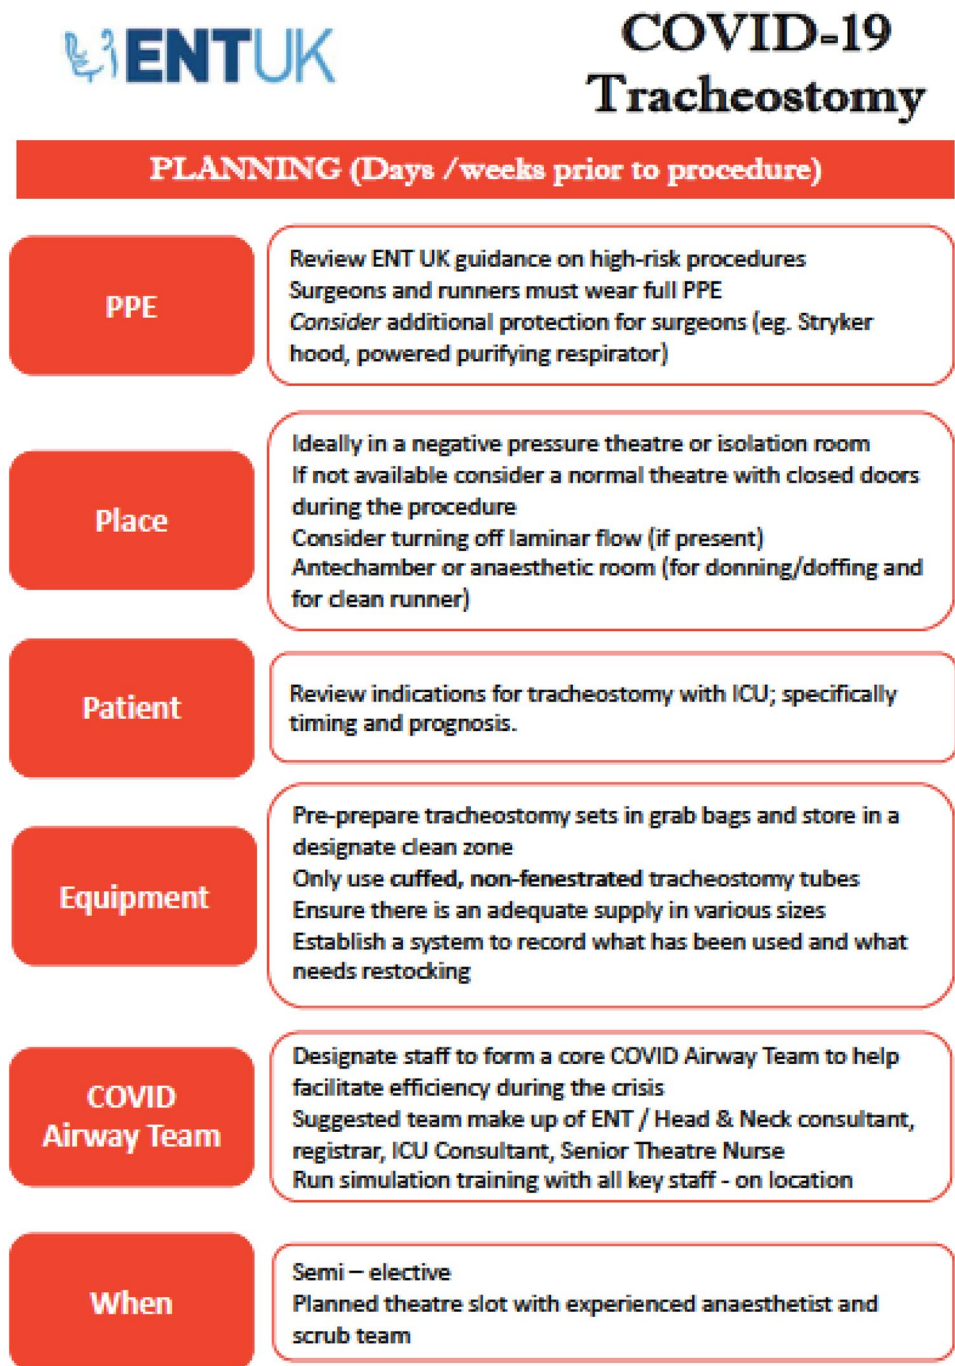 ENTUK
COVID-19
Tracheostomy
PLANNING (Days /weeks prior to procedure)
PPE
Review ENT UK guidance on high-risk procedures
Surgeons and runners must wear full PPE
Consider additional protection for surgeons (eg. Stryker
hood, powered purifying respirator)
Place
Ideally in a negative pressure theatre or isolation room
If not available consider a normal theatre with closed doors
during the procedure
Consider turning off laminar flow (if present)
Antechamber or anaesthetic room (for donning/doffing and
for clean runner)
Patient
Review indications for tracheostomy with ICU; specifically
timing and prognosis.
Equipment
Pre-prepare tracheostomy sets in grab bags and store in a
designate clean zone
Only use cuffed, non-fenestrated tracheostomy tubes
Ensure there is an adequate supply in various sizes
Establish a system to record what has been used and what
needs restocking
COVID
Airway Team
Designate staff to form a core COVID Airway Team to help
facilitate efficiency during the crisis
Suggested team make up of ENT / Head & Neck consultant,
registrar, ICU Consultant, Senior Theatre Nurse
Run simulation training with all key staff - on location
When
Semi – elective
Planned theatre slot with experienced anaesthetist and
scrub team